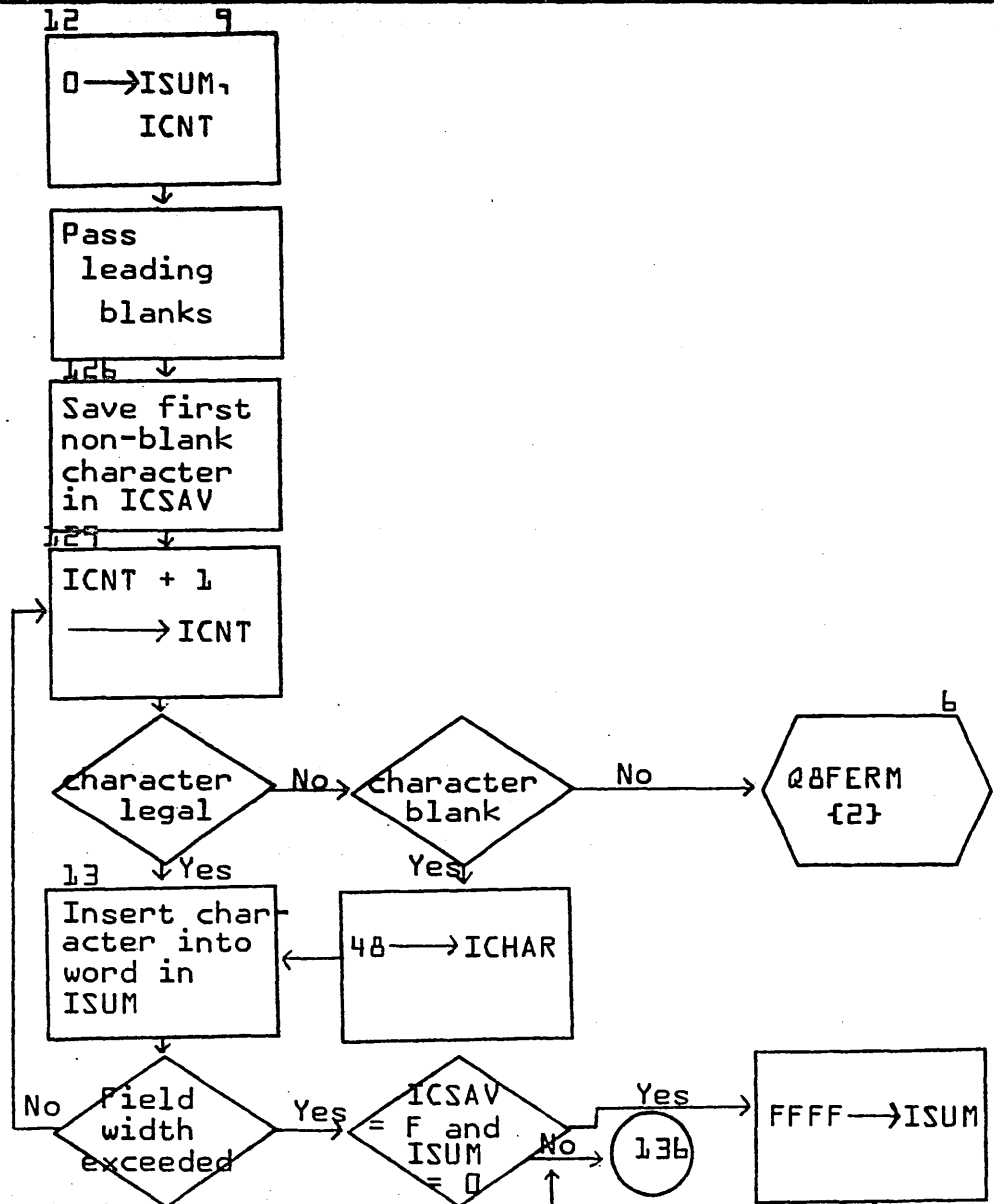 12 9
0→ISUM,
ICNT
Pass
leading
blanks
126
Save first
non-blank
character
in ICSAV
129
ICNT + 1
→ICNT
character
legal
No
character
blank
No
6
Q8FERM
{2}
Yes
Yes
13
Insert char-
acter into
word in
ISUM
48→ICHAR
No
Field
width
exceeded
Yes
ICSAV
= F and
ISUM
= 0
Yes
No
136
FFFF→ISUM